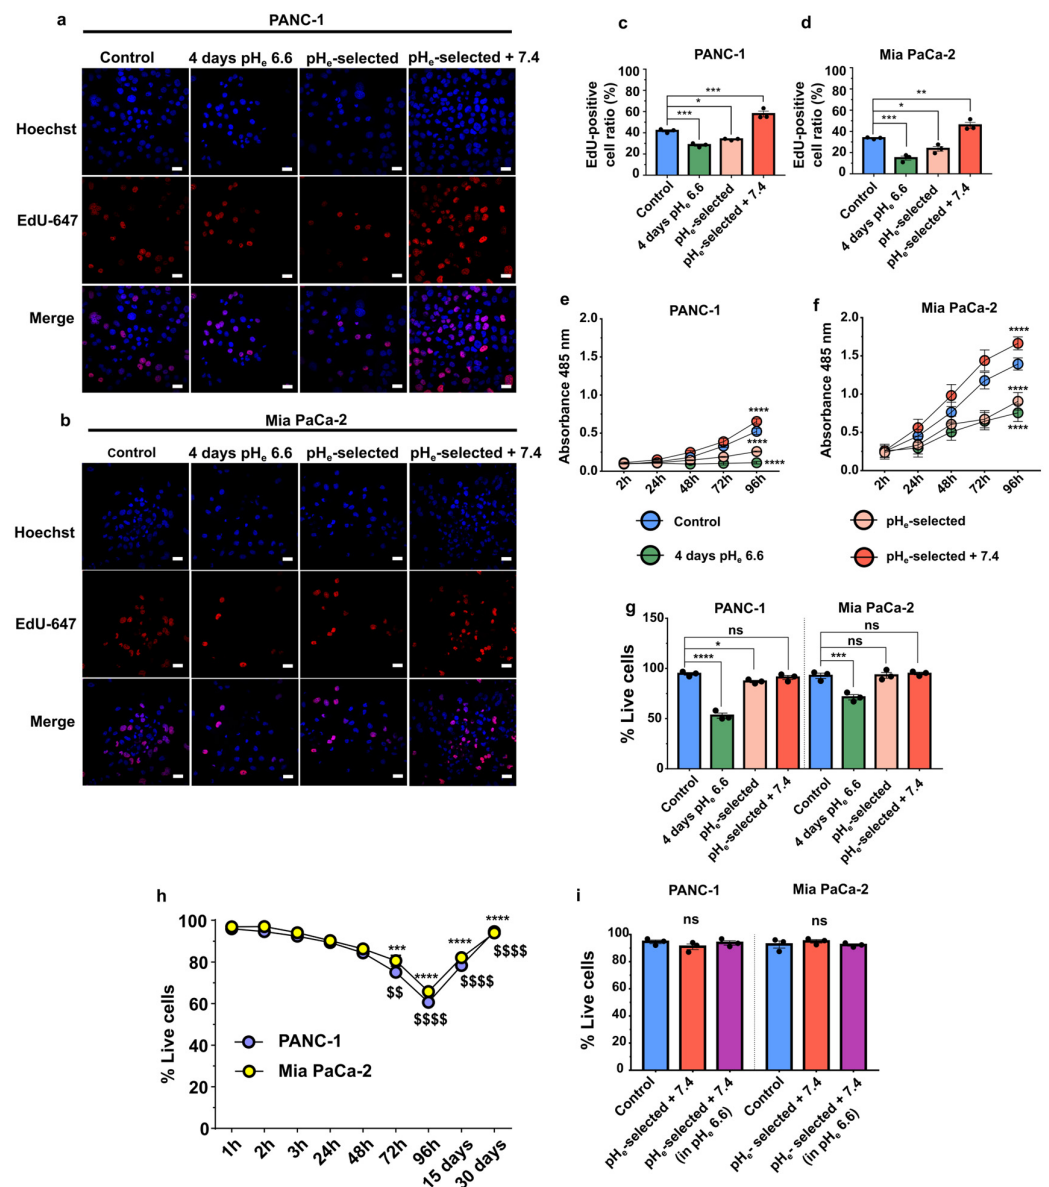 a
PANC-1
Control
4 days pHe 6.6
pHe-selected
pHe-selected + 7.4
Hoechst
EdU-647
Merge
b
Mia PaCa-2
Control
4 days pHe 6.6
pHe-selected
pHe-selected + 7.4
Hoechst
EdU-647
Merge
c
PANC-1
EdU-positive
cell ratio (%)
100
80
60
40
20
0
***
*
***
Control
4 days pHe 6.6
pHe-selected
pHe-selected + 7.4
d
Mia PaCa-2
EdU-positive
cell ratio (%)
100
80
60
40
20
0
**
*
***
Control
4 days pHe 6.6
pHe-selected
pHe-selected + 7.4
e
PANC-1
Absorbance 485 nm
2.0
1.5
1.0
0.5
0.0
****
****
****
2h
24h
48h
72h
96h
f
Mia PaCa-2
Absorbance 485 nm
2.0
1.5
1.0
0.5
0.0
****
****
****
2h
24h
48h
72h
96h
Control
pHe-selected
4 days pHe 6.6
pHe-selected + 7.4
g
PANC-1
Mia PaCa-2
% Live cells
150
100
50
0
ns
*
****
ns
ns
***
Control
4 days pHe 6.6
pHe-selected
pHe-selected + 7.4
Control
4 days pHe 6.6
pHe-selected
pHe-selected + 7.4
h
% Live cells
100
80
60
40
20
0
***
****
****
****
$$
$$$$
$$$$
$$$$
PANC-1
Mia PaCa-2
1h
2h
3h
24h
48h
72h
96h
15 days
30 days
i
PANC-1
Mia PaCa-2
% Live cells
100
80
60
40
20
0
ns
ns
Control
pHe-selected + 7.4
pHe-selected + 7.4
(in pHe 6.6)
Control
pHe- selected + 7.4
pHe- selected + 7.4
(in pHe 6.6)